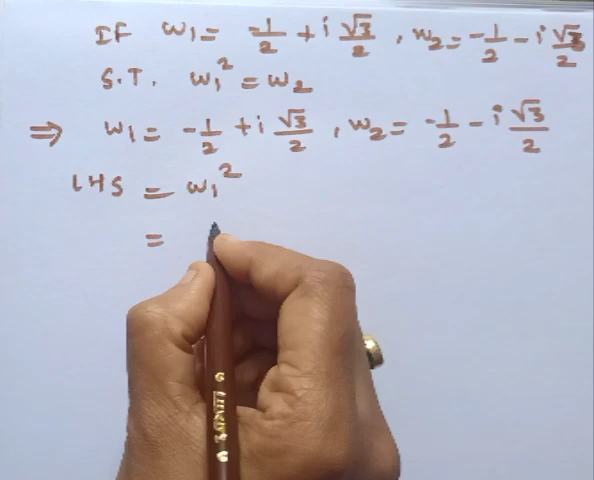 If w₁ = -1/2 + i √3/2 , w₂ = -1/2 - i √3/2
S.T. w₁² = w₂
⇒ w₁ = -1/2 + i √3/2 , w₂ = -1/2 - i √3/2
LHS = w₁²
=